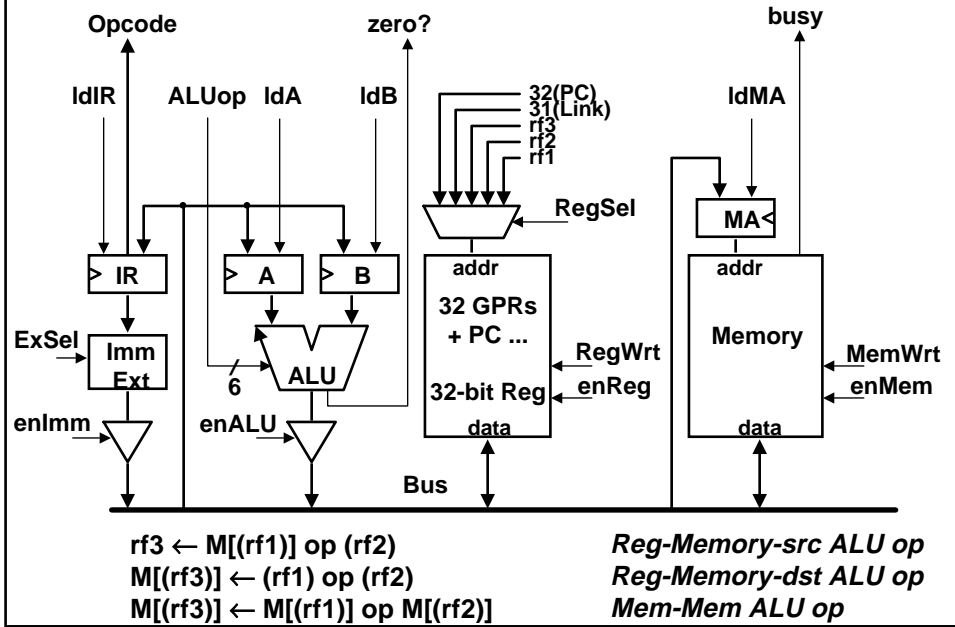 Opcode zero? busy
ldIR ALUop ldA ldB 32(PC) ldMA
31(Link)
rf3
rf2
rf1
RegSel
MA
IR A B addr addr
32 GPRs
+ PC ...
Memory
ExSel Imm
Ext
ALU
6
RegWrt MemWrt
32-bit Reg enReg enMem
enImm enALU data data
Bus
rf3 ← M[(rf1)] op (rf2) Reg-Memory-src ALU op
M[(rf3)] ← (rf1) op (rf2) Reg-Memory-dst ALU op
M[(rf3)] ← M[(rf1)] op M[(rf2)] Mem-Mem ALU op